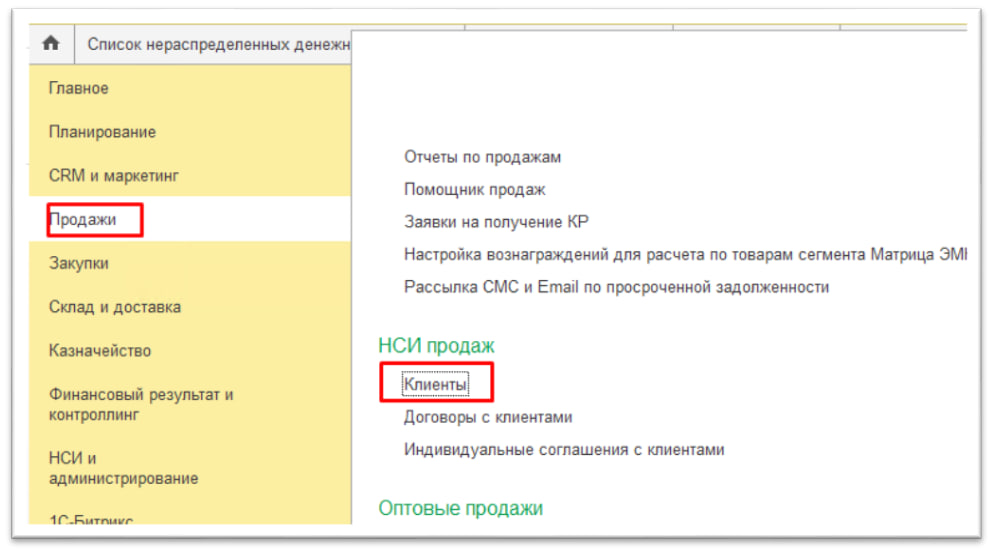 Список нераспределенных денежн
Главное
Планирование
CRM и маркетинг
Продажи
Закупки
Склад и доставка
Казначейство
Финансовый результат и
контроллинг
НСИ и
администрирование
1С-Битрикс
Отчеты по продажам
Помощник продаж
Заявки на получение КР
Настройка вознаграждений для расчета по товарам сегмента Матрица ЭМ
Рассылка СМС и Email по просроченной задолженности
НСИ продаж
Клиенты
Договоры с клиентами
Индивидуальные соглашения с клиентами
Оптовые продажи